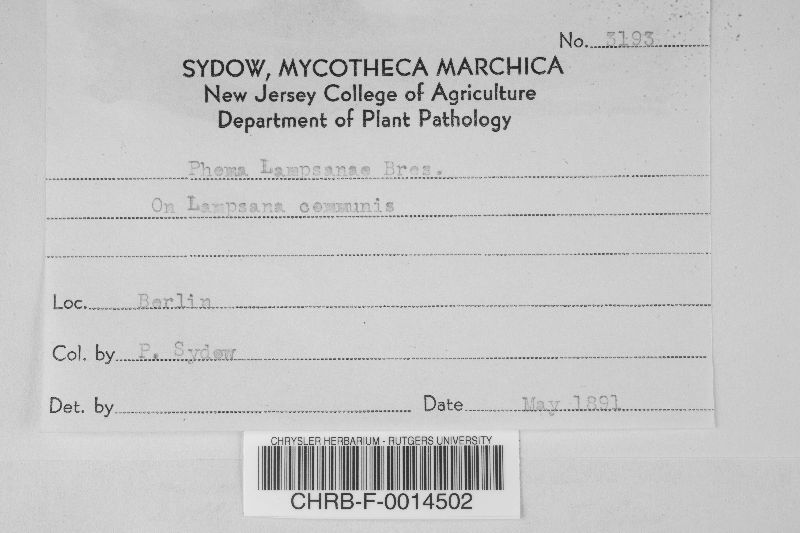 No. 3193
SYDOW, MYCOTHECA MARCHICA
New Jersey College of Agriculture
Department of Plant Pathology
Phoma Lampsanae Bres.
On Lampsana communis
Loc. Berlin
Col. by P. Sydow
Det. by Date May 1891
CHRYSLER HERBARIUM - RUTGERS UNIVERSITY
CHRB-F-0014502